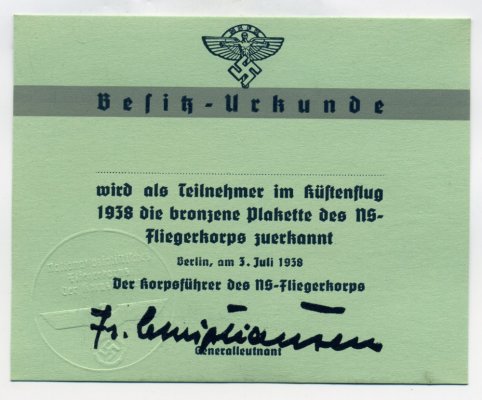 NSFK
Besitz-Urkunde
wird als Teilnehmer im Küstenflug
1938 die bronzene Plakette des NS-
Fliegerkorps zuerkannt
Berlin, am 3. Juli 1938
Der Korpsführer des NS-Fliegerkorps
Fr. Christiansen
Generalleutnant